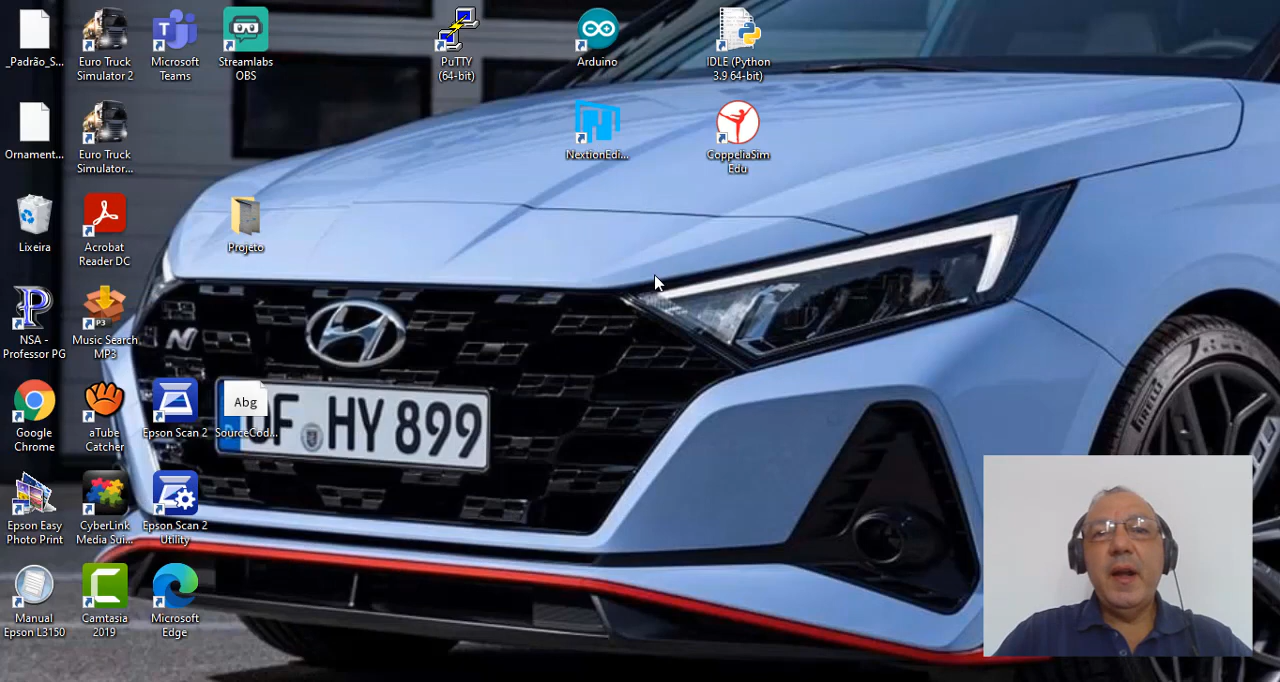 _Padrão_S...
Euro Truck
Simulator 2
Microsoft
Teams
Streamlabs
OBS
PuTTY
(64-bit)
Arduino
IDLE (Python
3.9 64-bit)
Ornament...
Euro Truck
Simulator...
NextionEdi...
CoppeliaSim
Edu
Lixeira
Acrobat
Reader DC
Projeto
NSA -
Professor PG
P3
Music Search
MP3
N
Google
Chrome
aTube
Catcher
Epson Scan 2
Abg
SourceCod...
F HY 899
PIRELLI
Epson Easy
Photo Print
CyberLink
Media Sui...
Epson Scan 2
Utility
Manual
Epson L3150
Camtasia
2019
Microsoft
Edge